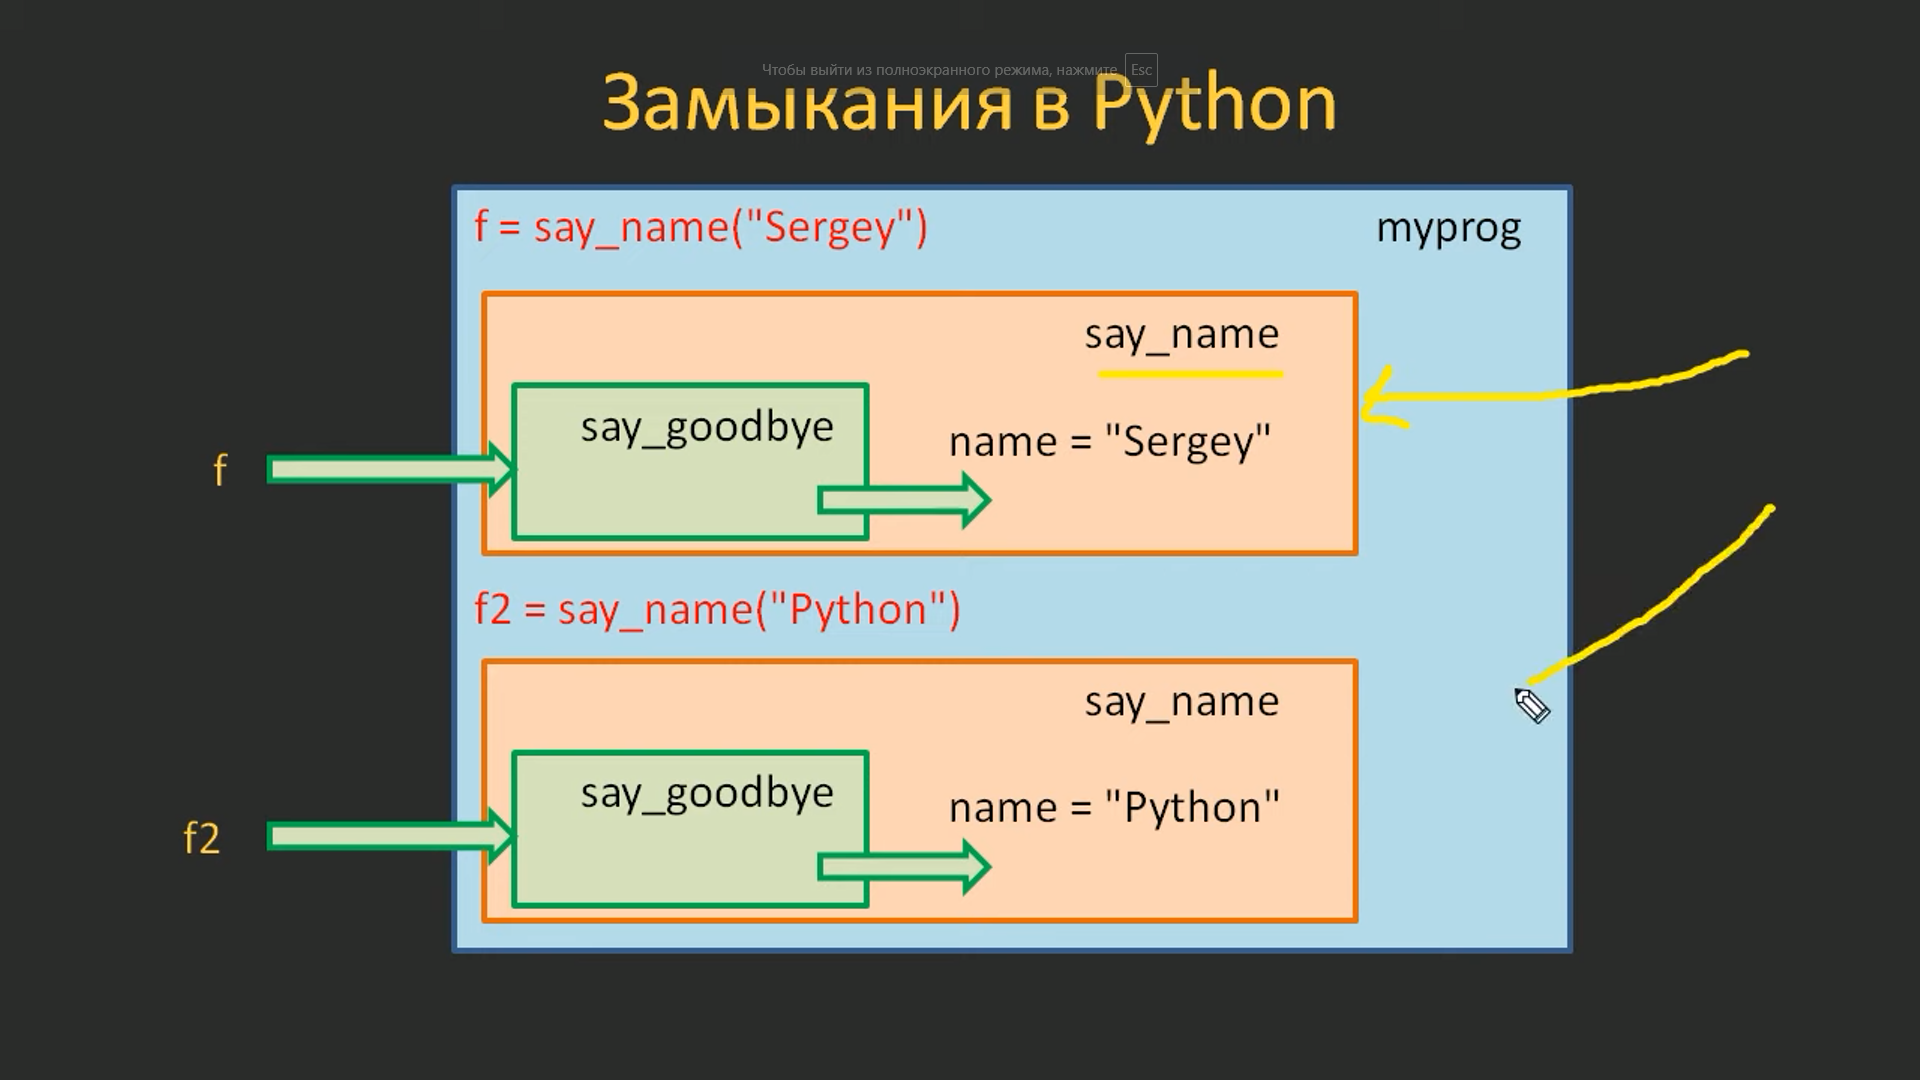 Чтобы выйти из полноэкранного режима, нажмите Esc
Замыкания в Python
f = say_name("Sergey")
myprog
say_name
say_goodbye
name = "Sergey"
f
f2 = say_name("Python")
say_name
say_goodbye
name = "Python"
f2